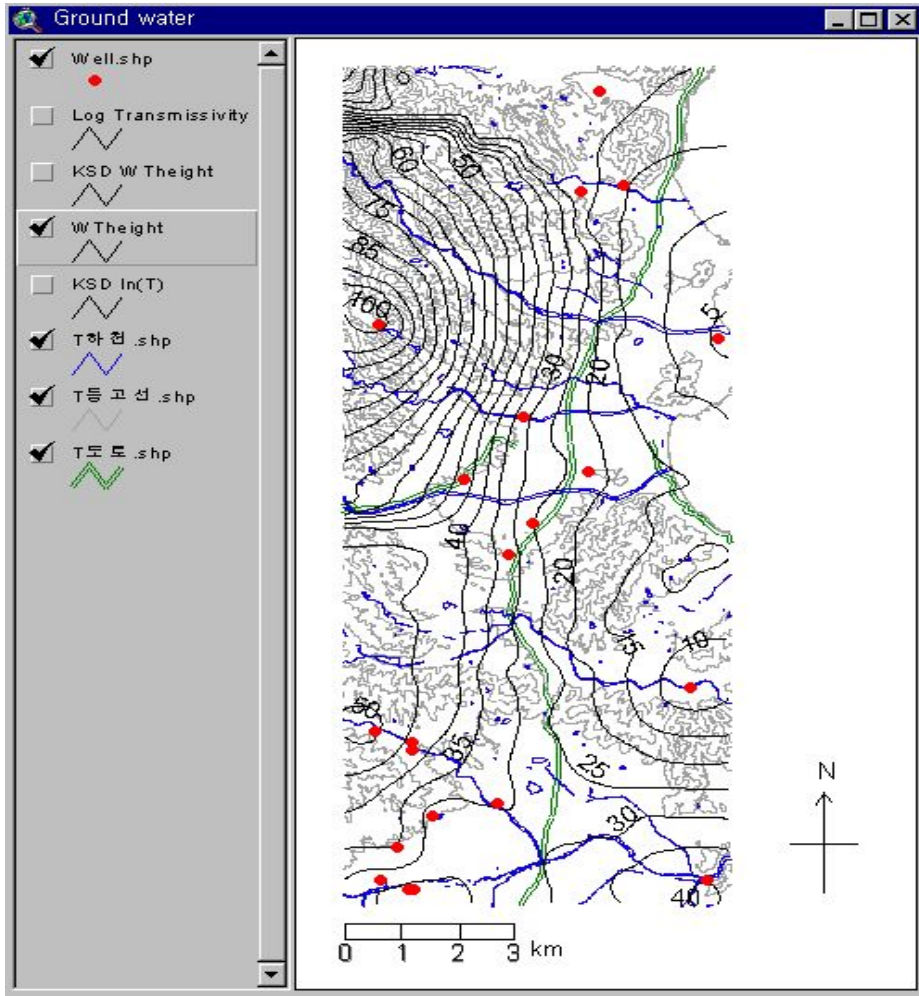 Ground water
Well.shp
Log Transmissivity
KSD W Theight
W Theight
KSD ln(T)
T하천.shp
T등고선.shp
T도로.shp
60
50
75
85
100
5
30
20
40
20
15
10
50
35
25
30
40
N
0 1 2 3 km